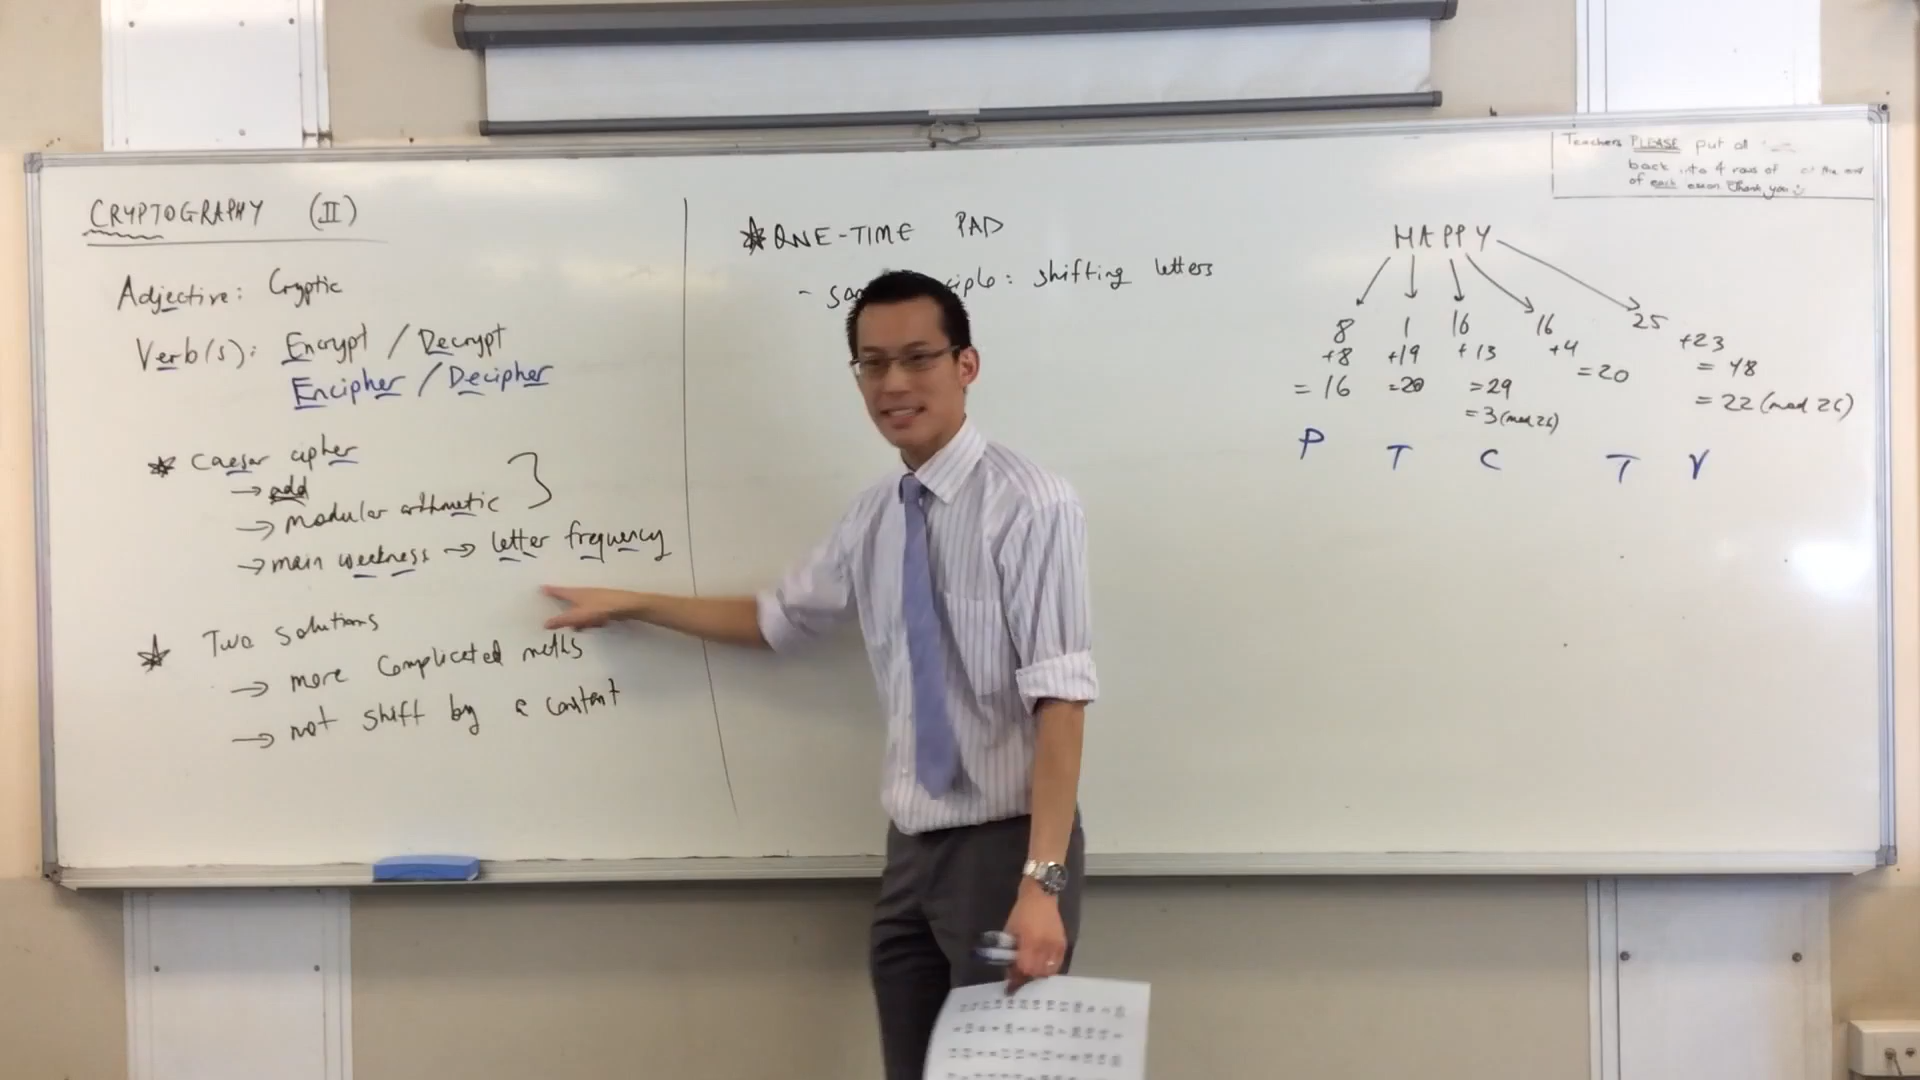 CRYPTOGRAPHY (II)
Adjective: Cryptic
Verb(s): Encrypt / Decrypt
Encipher / Decipher
* Caesar cipher
→ add
→ modular arithmetic
→ main weakness → letter frequency
* Two solutions
→ more complicated maths
→ not shift by a constant
* ONE-TIME PAD
- shifting letters
Teachers PLEASE put all
back into 4 rows of
of each lesson Thank you
HAPPY
8 1 16 16 25
+8 +19 +13 +4 +23
= 16 =20 =29 =20 = 48
=3 (mod 26) = 22 (mod 26)
P T C T V